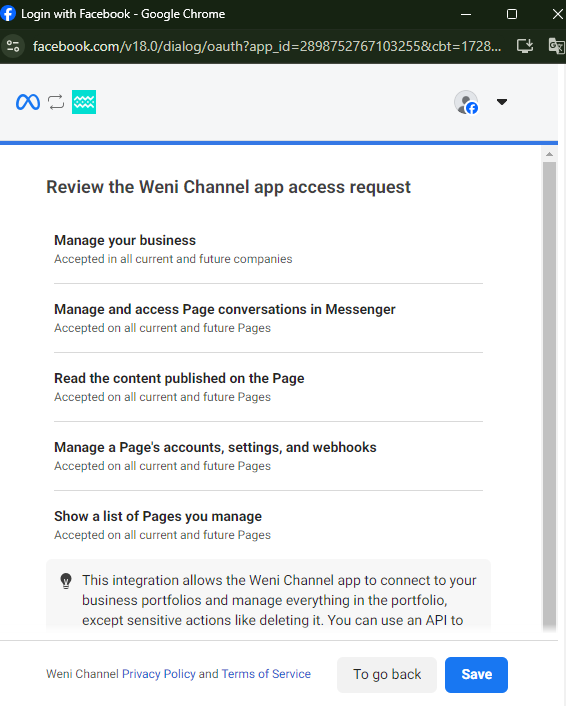 Login with Facebook - Google Chrome
facebook.com/v18.0/dialog/oauth?app_id=2898752767103255&cbt=1728...
Review the Weni Channel app access request
Manage your business
Accepted in all current and future companies
Manage and access Page conversations in Messenger
Accepted on all current and future Pages
Read the content published on the Page
Accepted on all current and future Pages
Manage a Page's accounts, settings, and webhooks
Accepted on all current and future Pages
Show a list of Pages you manage
Accepted on all current and future Pages
This integration allows the Weni Channel app to connect to your
business portfolios and manage everything in the portfolio,
except sensitive actions like deleting it. You can use an API to
Weni Channel Privacy Policy and Terms of Service
To go back
Save